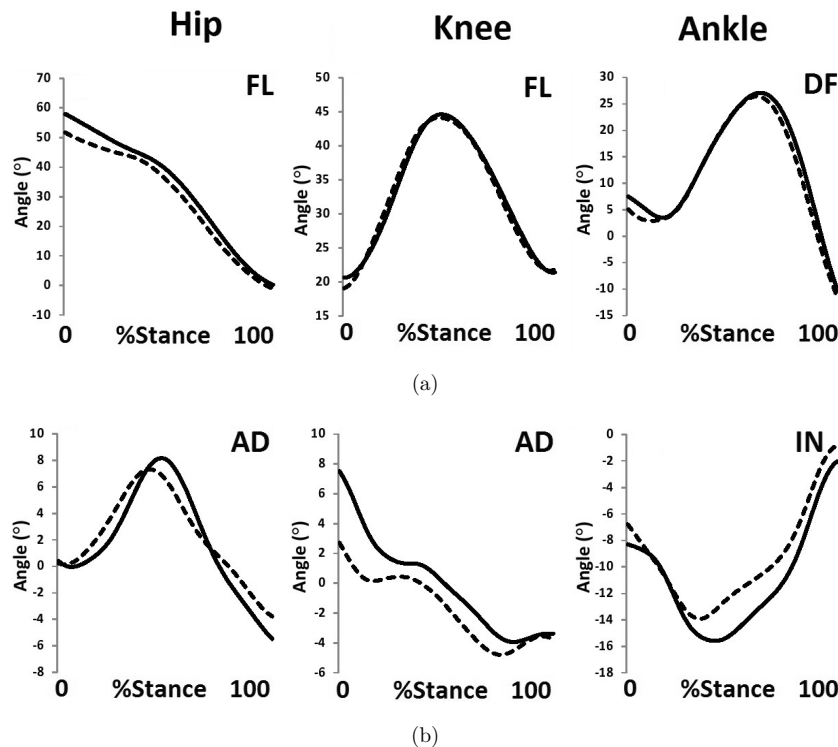 Hip Knee Ankle
FL
70
60
50
40
30
20
10
0
-10
Angle (°)
0 %Stance 100
FL
50
45
40
35
30
25
20
15
Angle (°)
0 %Stance 100
DF
30
25
20
15
10
5
0
-5
-10
-15
Angle (°)
0 %Stance 100
(a)
AD
10
8
6
4
2
0
-2
-4
-6
-8
Angle (°)
0 %Stance 100
AD
10
8
6
4
2
0
-2
-4
-6
Angle (°)
0 %Stance 100
IN
0
-2
-4
-6
-8
-10
-12
-14
-16
-18
Angle (°)
0 %Stance 100
(b)